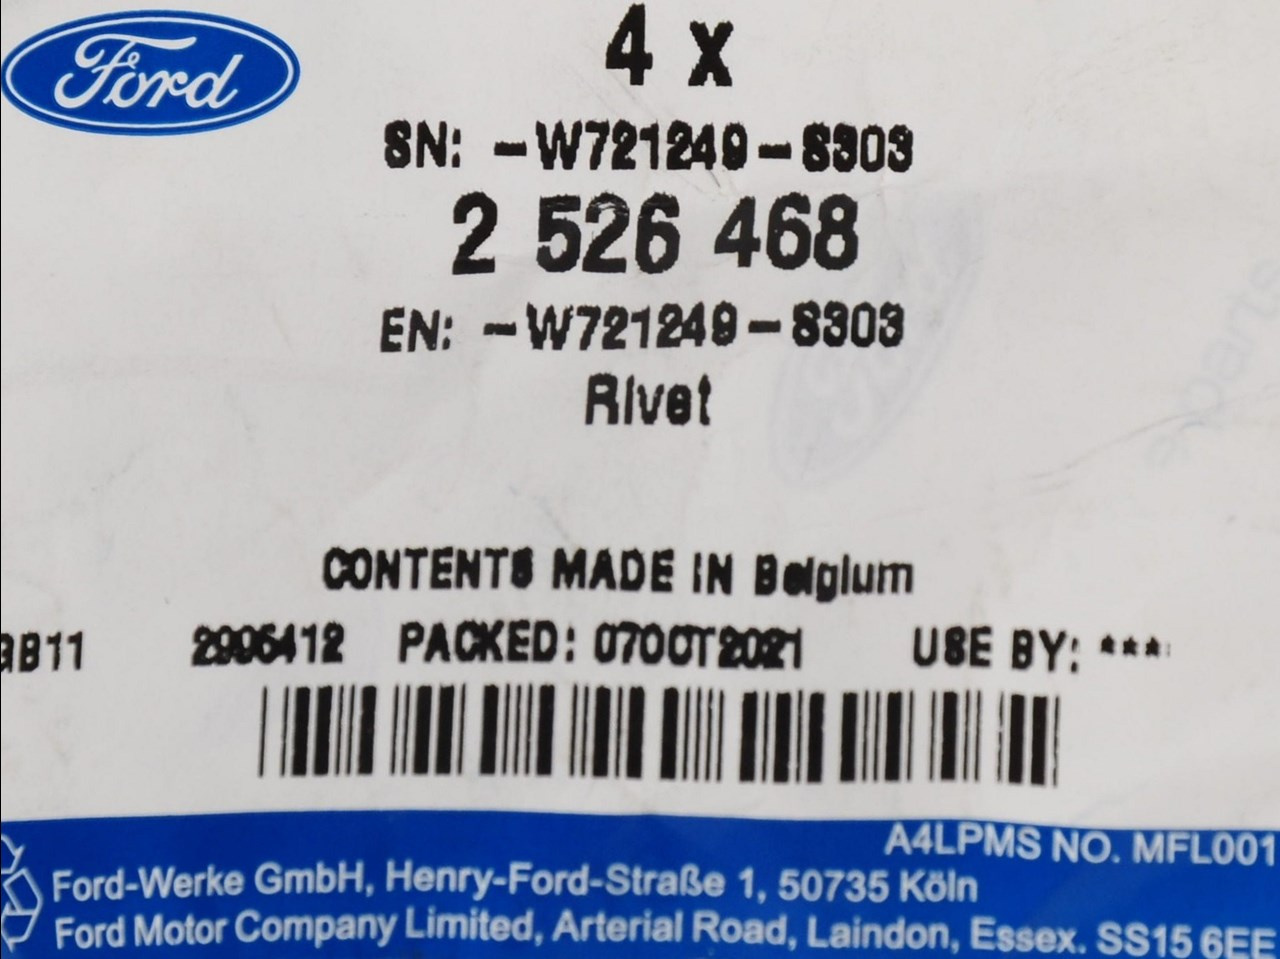 Ford
4 x
SN: -W721249-S303
2 526 468
EN: -W721249-S303
Rivet
CONTENTS MADE IN Belgium
2995412 PACKED: 07OCT2021 USE BY: ***
A4LPMS NO. MFL001
Ford-Werke GmbH, Henry-Ford-Straße 1, 50735 Köln
Ford Motor Company Limited, Arterial Road, Laindon, Essex. SS15 6EE